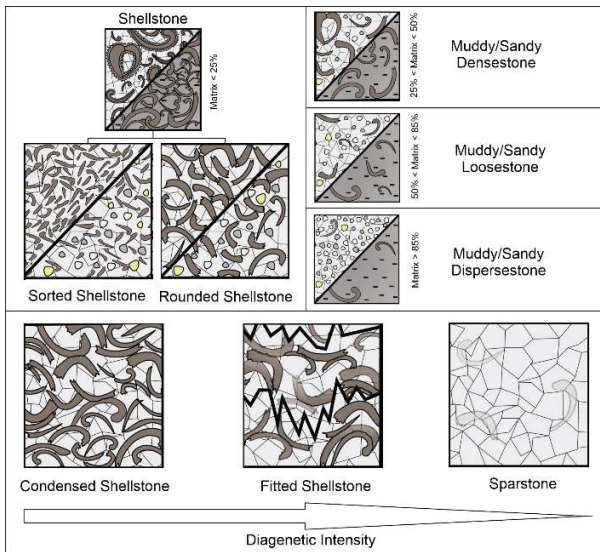 Shellstone
Matrix < 25%
Sorted Shellstone
Rounded Shellstone
25% < Matrix < 50%
Muddy/Sandy
Densestone
50% < Matrix < 85%
Muddy/Sandy
Loosestone
Matrix > 85%
Muddy/Sandy
Dispersestone
Condensed Shellstone
Fitted Shellstone
Sparstone
Diagenetic Intensity